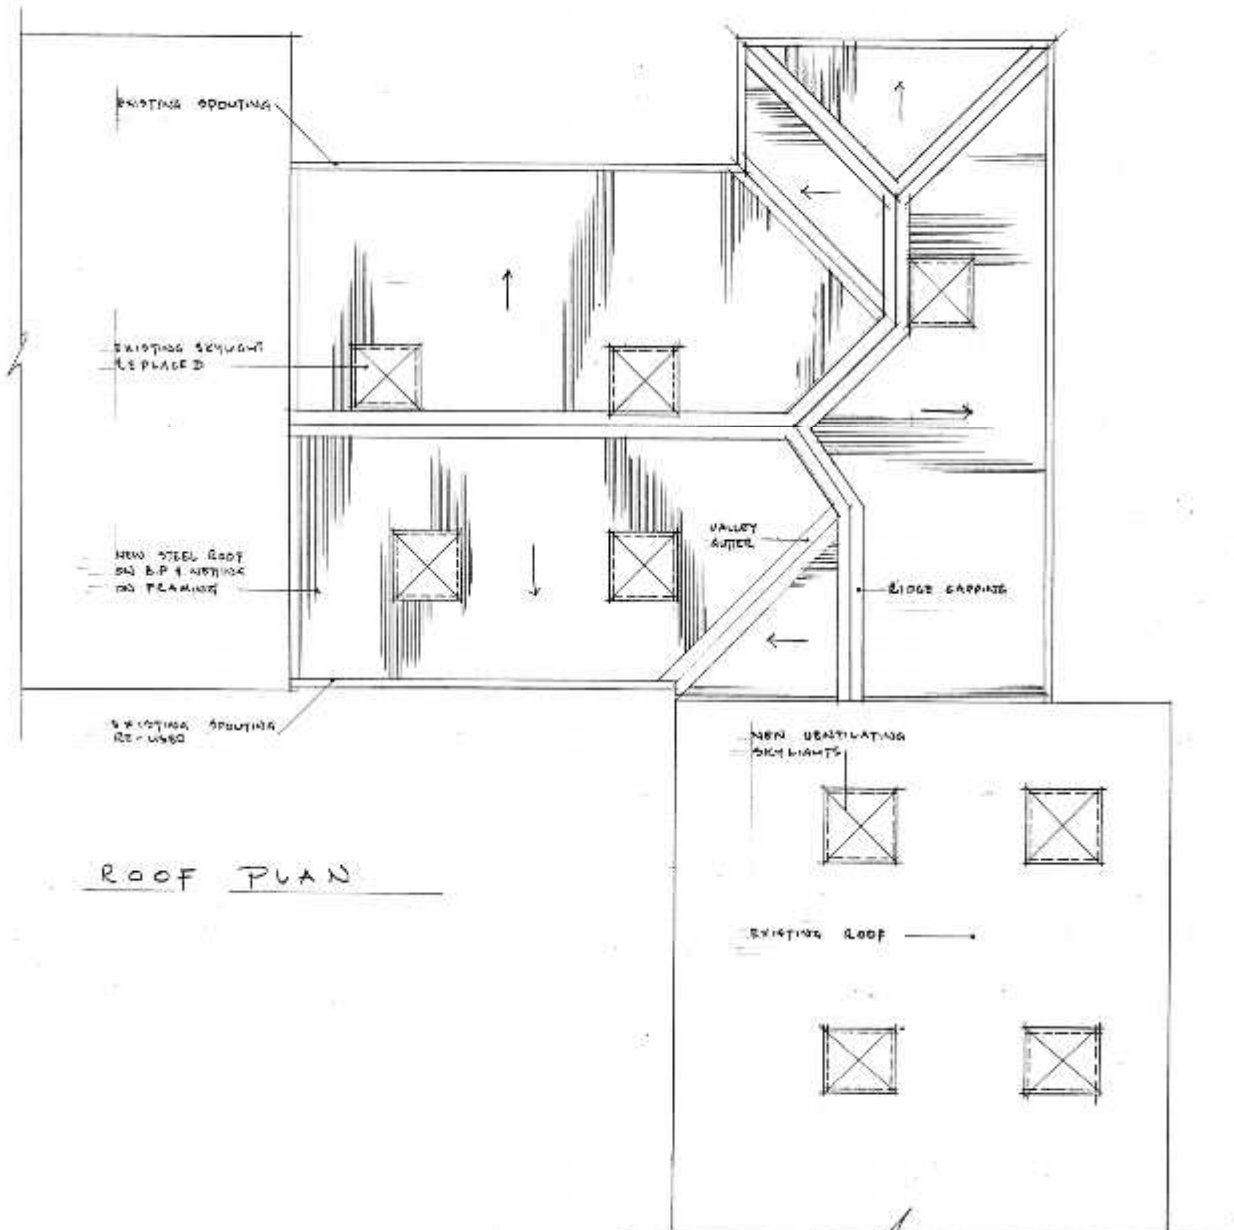 EXISTING SPOUTING
EXISTING SKYLIGHT
REPLACED
NEW STEEL ROOF
ON B.P & NETTING
ON FRAMING
VALLEY
GUTTER
RIDGE CAPPING
EXISTING SPOUTING
RE-USED
NEW VENTILATING
SKYLIGHTS
ROOF PLAN
EXISTING ROOF